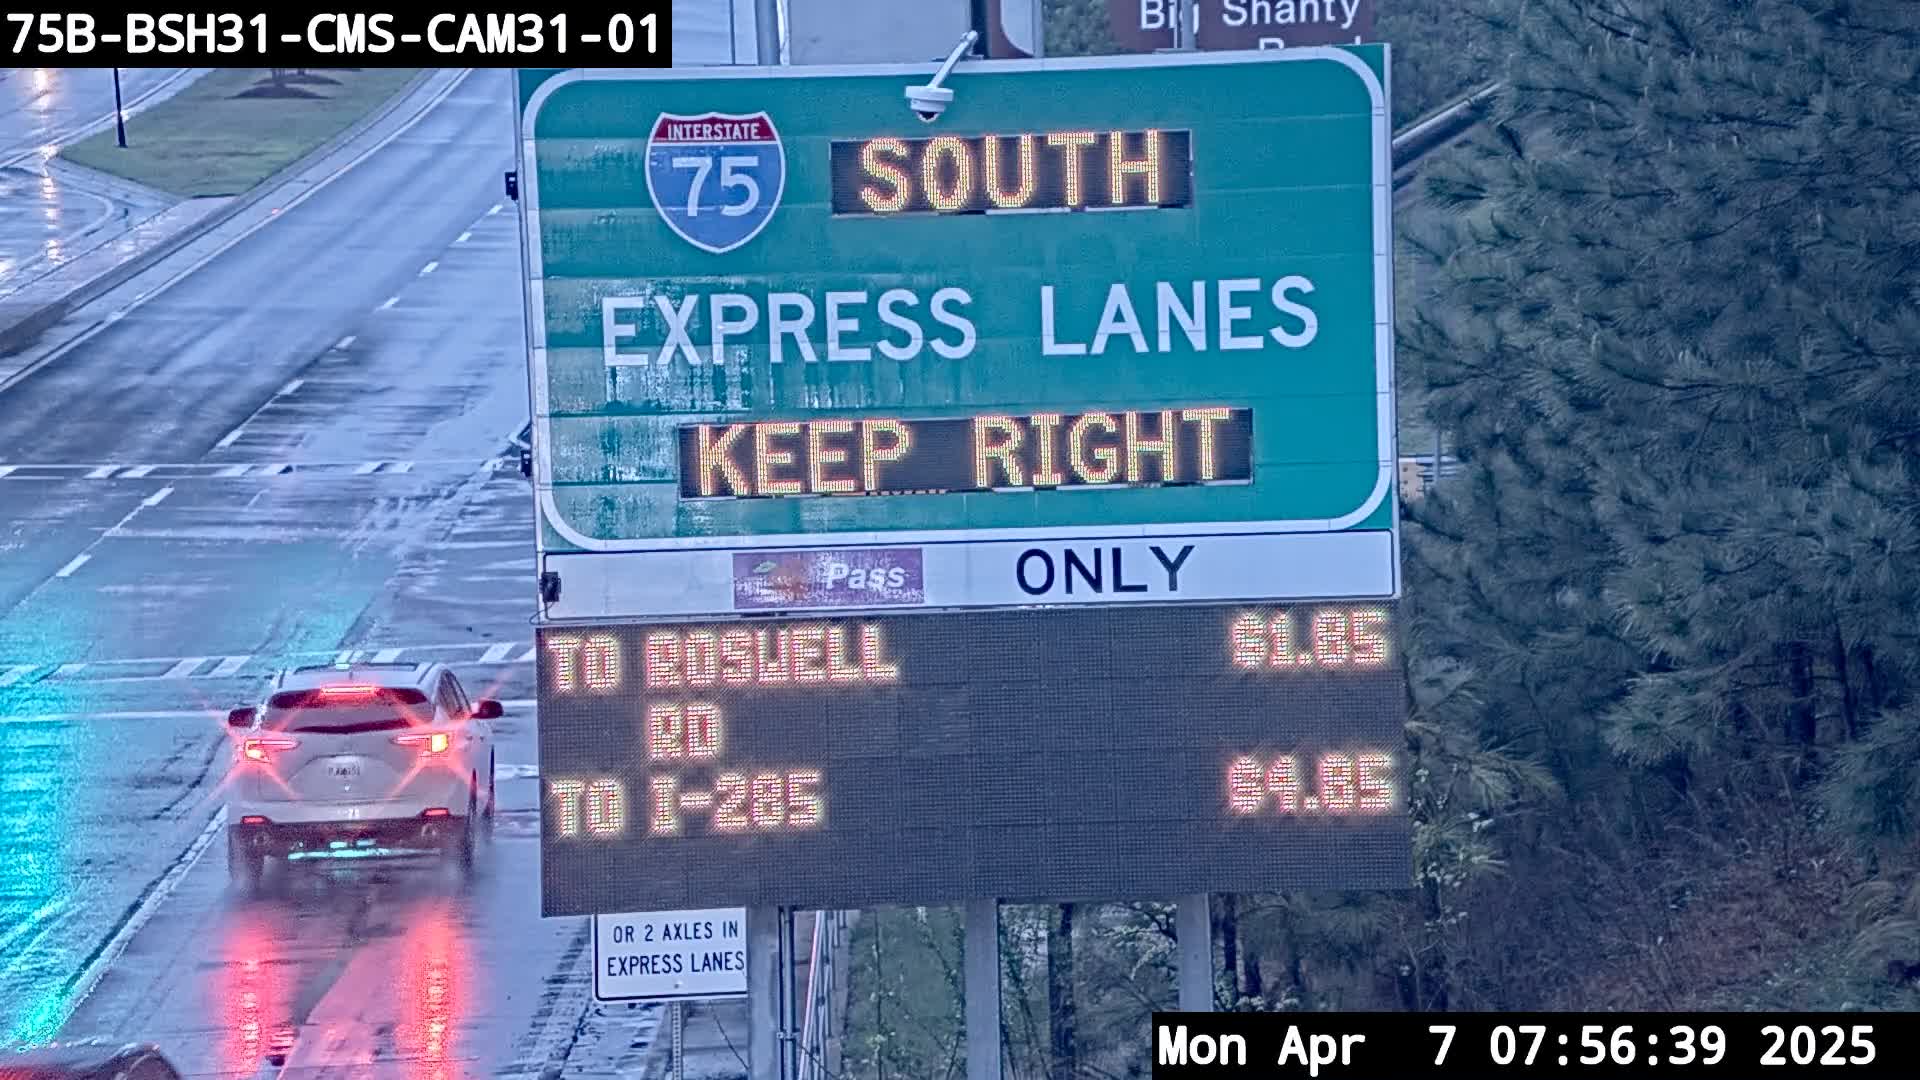 75B-BSH31-CMS-CAM31-01
Big Shanty
Road
INTERSTATE
75
SOUTH
EXPRESS LANES
KEEP RIGHT
Pass
ONLY
TO ROSWELL $1.85
RD
TO I-285 $4.85
OR 2 AXLES IN
EXPRESS LANES
Mon Apr 7 07:56:39 2025